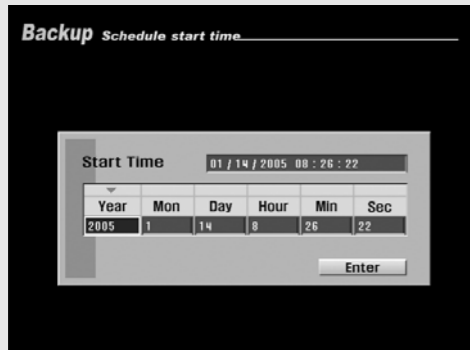 Backup Schedule start time
Start Time 01 / 14 / 2005 08 : 26 : 22
Year Mon Day Hour Min Sec
2005 1 14 8 26 22
Enter